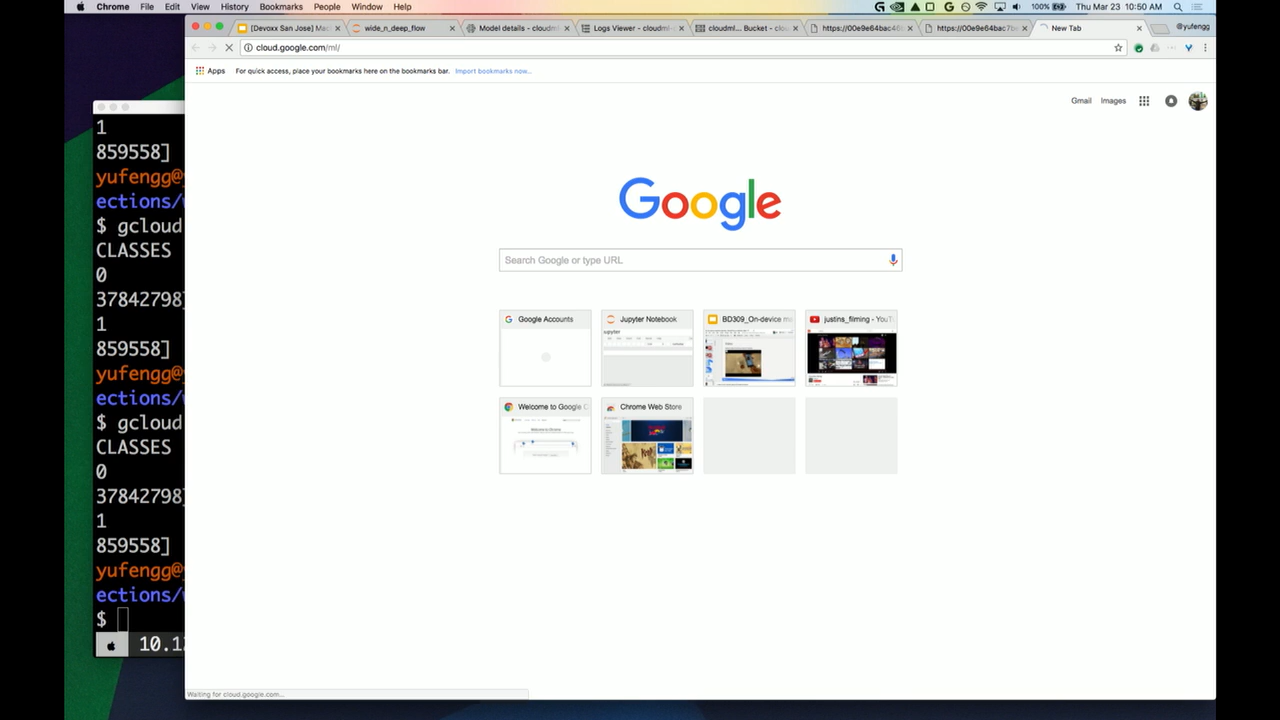 Chrome File Edit View History Bookmarks People Window Help 100% Thu Mar 23 10:50 AM
[Devoxx San Jose] Mac wide_n_deep_flow Model details - cloudml Logs Viewer - cloudml- cloudml... Bucket - clo https://00e9e64bac https://00e9e64bac New Tab @yufengg
cloud.google.com/ml/
Apps For quick access, place your bookmarks here on the bookmarks bar. Import bookmarks now...
Gmail Images
Google
Search Google or type URL
Google Accounts Jupyter Notebook BD309_On-device m justins_filming - YouT
Welcome to Google C Chrome Web Store
Waiting for cloud.google.com...
1
859558]
yufengg@
ections/
$ gcloud
CLASSES
0
37842798
1
859558]
yufengg@
ections/
$ gcloud
CLASSES
0
37842798
1
859558]
yufengg@
ections/
$
10.1